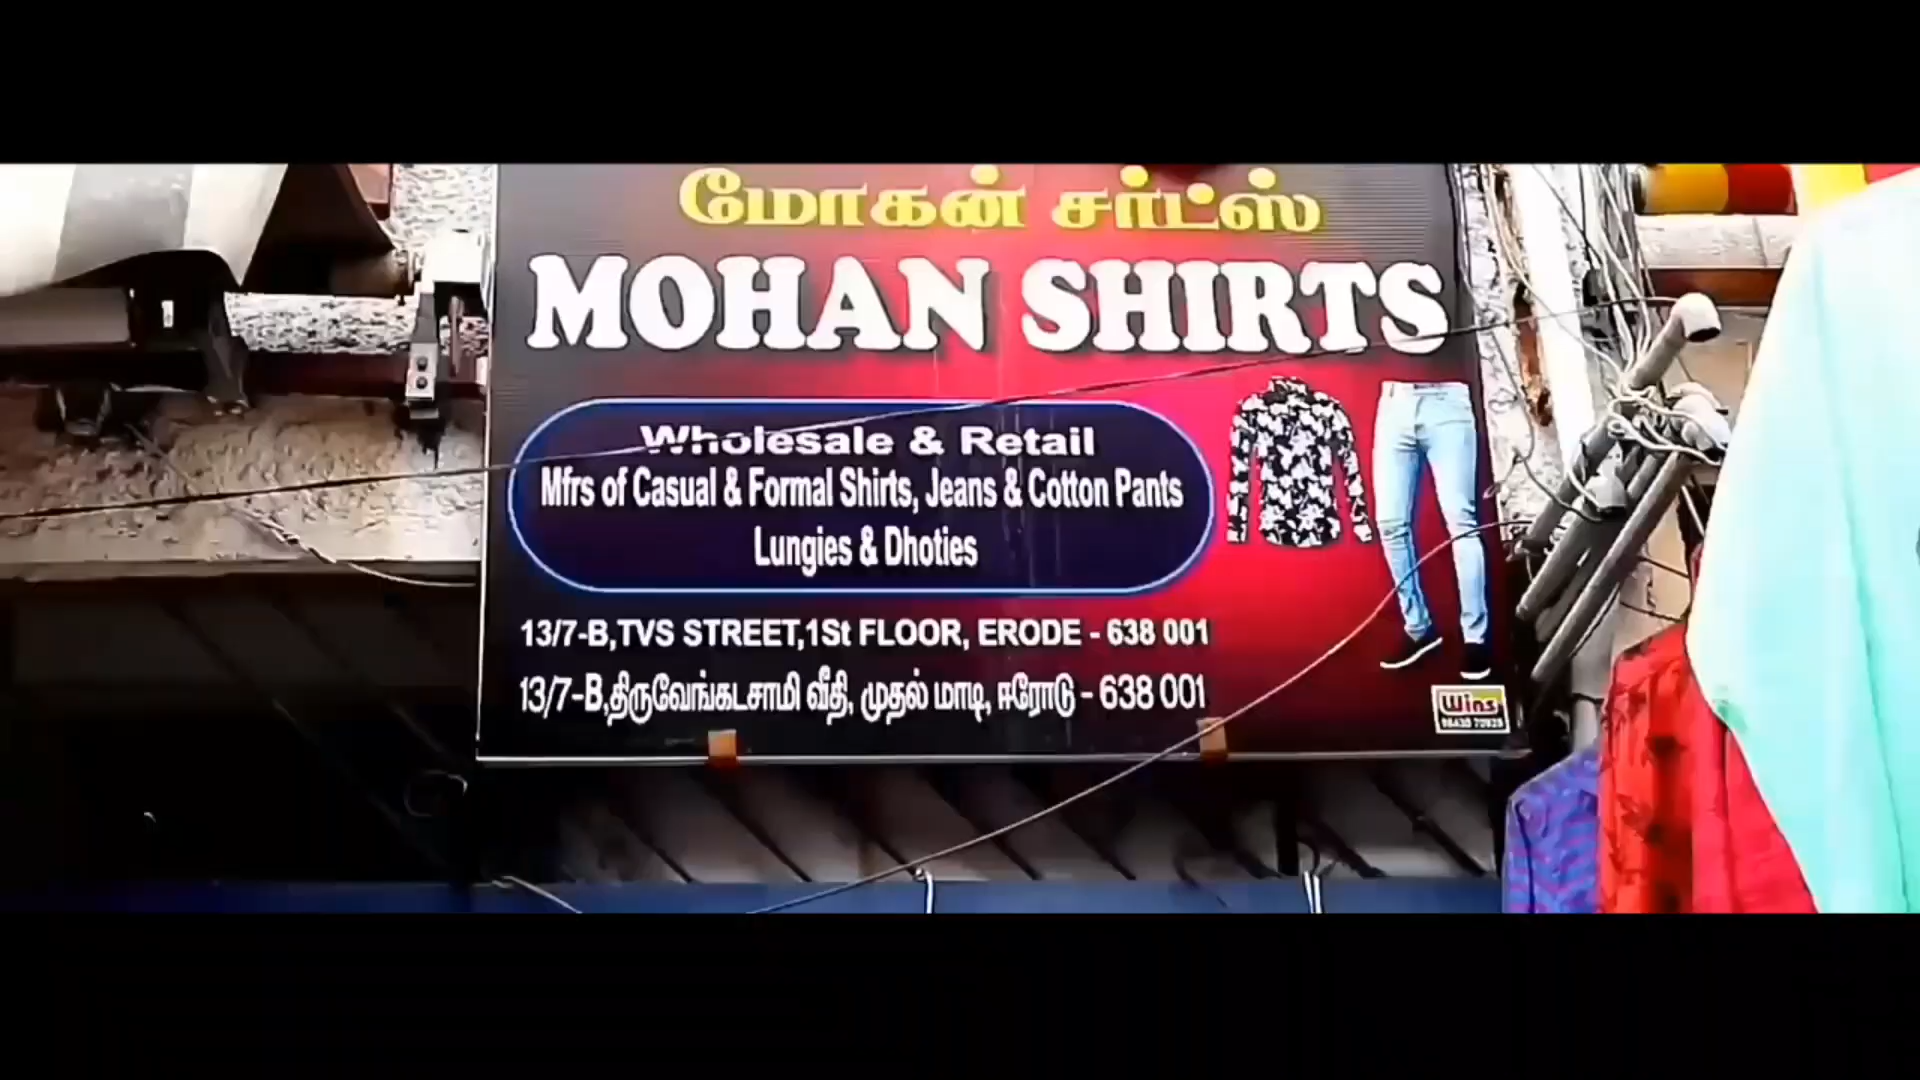 மோகன் சர்ட்ஸ்
MOHAN SHIRTS
Wholesale & Retail
Mfrs of Casual & Formal Shirts, Jeans & Cotton Pants
Lungies & Dhoties
13/7-B,TVS STREET,1St FLOOR, ERODE - 638 001
13/7-B,திருவேங்கடசாமி வீதி, முதல் மாடி, ஈரோடு - 638 001
Wins